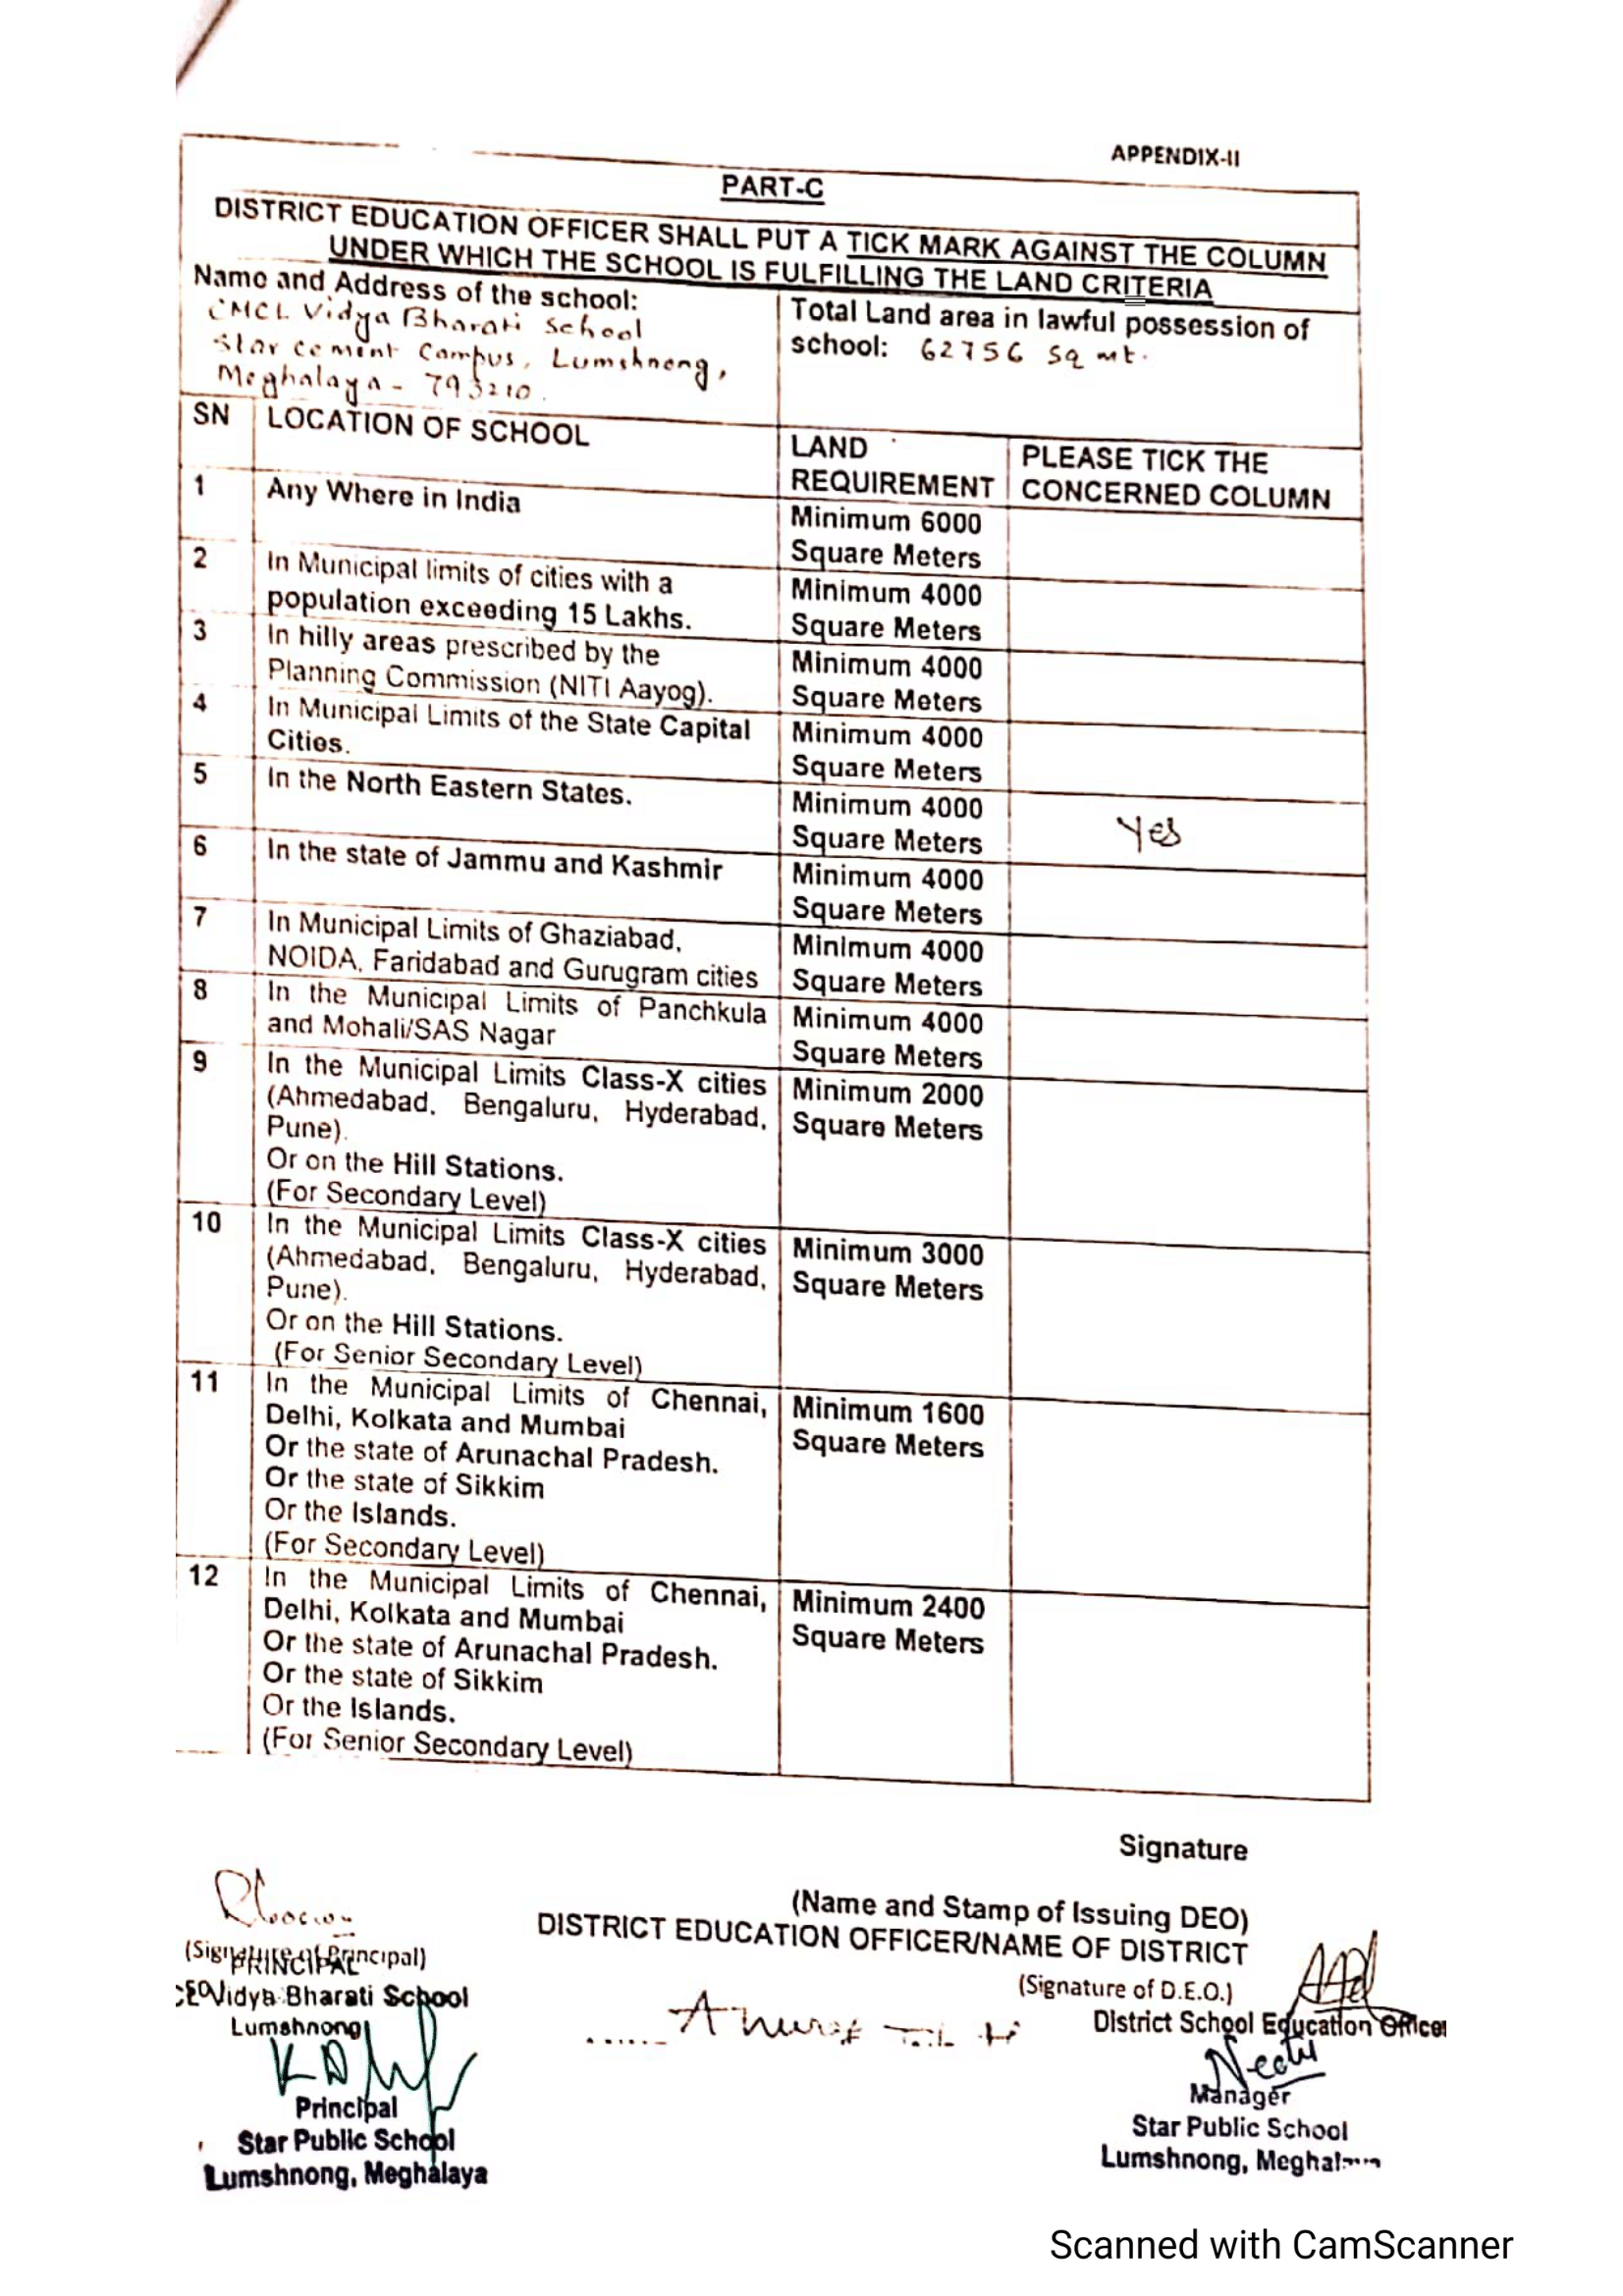 APPENDIX-II
PART-C
DISTRICT EDUCATION OFFICER SHALL PUT A TICK MARK AGAINST THE COLUMN
UNDER WHICH THE SCHOOL IS FULFILLING THE LAND CRITERIA
Name and Address of the school:
CMCL Vidya Bharati School
Star cement Campus, Lumshnong,
Meghalaya - 793210.
Total Land area in lawful possession of
school: 62756 sq mt.
SN LOCATION OF SCHOOL
LAND
REQUIREMENT
PLEASE TICK THE
CONCERNED COLUMN
1 Any Where in India
Minimum 6000
Square Meters
2 In Municipal limits of cities with a
population exceeding 15 Lakhs.
Minimum 4000
Square Meters
3 In hilly areas prescribed by the
Planning Commission (NITI Aayog).
Minimum 4000
Square Meters
4 In Municipal Limits of the State Capital
Cities.
Minimum 4000
Square Meters
5 In the North Eastern States.
Minimum 4000
Square Meters
Yes
6 In the state of Jammu and Kashmir
Minimum 4000
Square Meters
7 In Municipal Limits of Ghaziabad,
NOIDA, Faridabad and Gurugram cities
Minimum 4000
Square Meters
8 In the Municipal Limits of Panchkula
and Mohali/SAS Nagar
Minimum 4000
Square Meters
9 In the Municipal Limits Class-X cities
(Ahmedabad, Bengaluru, Hyderabad,
Pune).
Or on the Hill Stations.
(For Secondary Level)
Minimum 2000
Square Meters
10 In the Municipal Limits Class-X cities
(Ahmedabad, Bengaluru, Hyderabad,
Pune).
Or on the Hill Stations.
(For Senior Secondary Level)
Minimum 3000
Square Meters
11 In the Municipal Limits of Chennai,
Delhi, Kolkata and Mumbai
Or the state of Arunachal Pradesh.
Or the state of Sikkim
Or the Islands.
(For Secondary Level)
Minimum 1600
Square Meters
12 In the Municipal Limits of Chennai,
Delhi, Kolkata and Mumbai
Or the state of Arunachal Pradesh.
Or the state of Sikkim
Or the Islands.
(For Senior Secondary Level)
Minimum 2400
Square Meters
Signature
(Name and Stamp of Issuing DEO)
DISTRICT EDUCATION OFFICER/NAME OF DISTRICT
(Signature of Principal)
PRINCIPAL
Vidya Bharati School
Lumshnong
(Signature of D.E.O.)
District School Education Officer
Principal
Star Public School
Lumshnong, Meghalaya
Neetu
Manager
Star Public School
Lumshnong,
Scanned with CamScanner